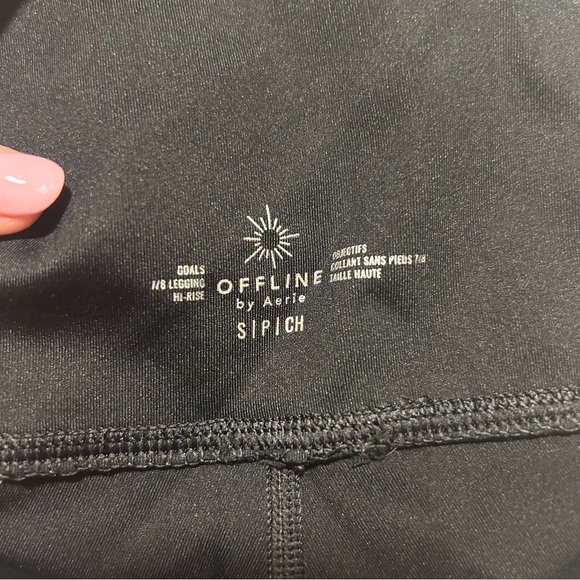 GOALS
7/8 LEGGING
HI-RISE
OFFLINE
by Aerie
S|P|CH
OBJECTIFS
COLLANT SANS PIEDS 7/8
TAILLE HAUTE